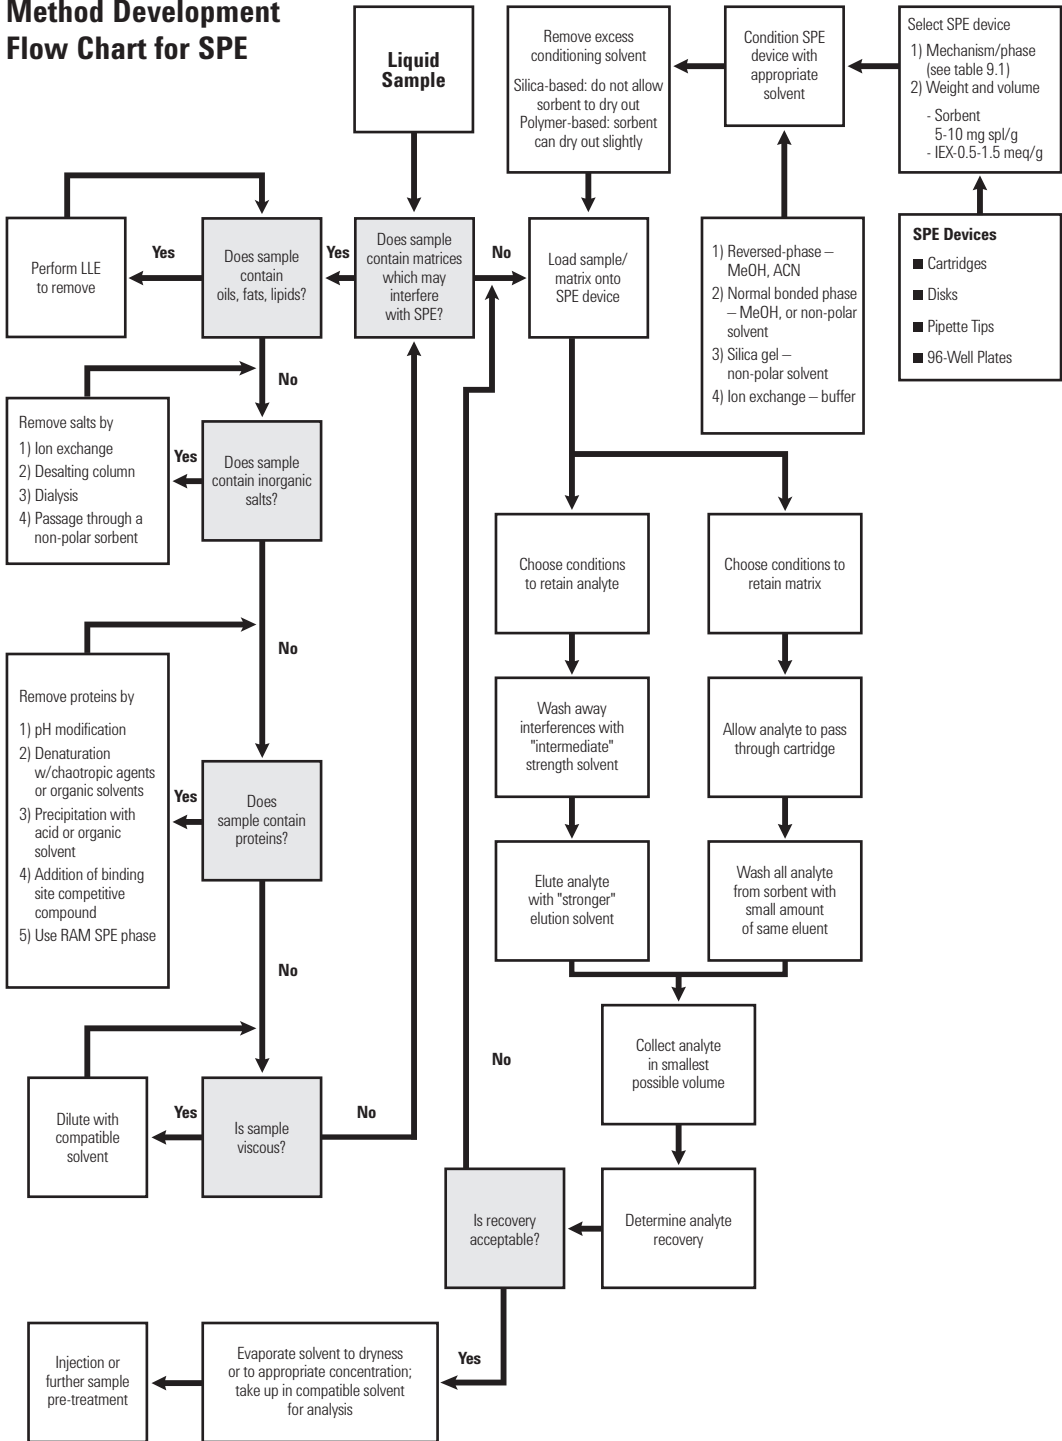 Method Development
Flow Chart for SPE
Liquid
Sample
Remove excess
conditioning solvent
Silica-based: do not allow
sorbent to dry out
Polymer-based: sorbent
can dry out slightly
Condition SPE
device with
appropriate
solvent
Select SPE device
1) Mechanism/phase
(see table 9.1)
2) Weight and volume
- Sorbent
5-10 mg spl/g
- IEX-0.5-1.5 meq/g
Perform LLE
to remove
Yes
Does sample
contain
oils, fats, lipids?
Yes
Does sample
contain matrices
which may
interfere
with SPE?
No
Load sample/
matrix onto
SPE device
1) Reversed-phase –
MeOH, ACN
2) Normal bonded phase
– MeOH, or non-polar
solvent
3) Silica gel –
non-polar solvent
4) Ion exchange – buffer
SPE Devices
■ Cartridges
■ Disks
■ Pipette Tips
■ 96-Well Plates
No
Remove salts by
1) Ion exchange
2) Desalting column
3) Dialysis
4) Passage through a
non-polar sorbent
Yes
Does sample
contain inorganic
salts?
Choose conditions
to retain analyte
Choose conditions to
retain matrix
No
Remove proteins by
1) pH modification
2) Denaturation
w/chaotropic agents
or organic solvents
3) Precipitation with
acid or organic
solvent
4) Addition of binding
site competitive
compound
5) Use RAM SPE phase
Yes
Does
sample contain
proteins?
Wash away
interferences with
"intermediate"
strength solvent
Allow analyte to pass
through cartridge
Elute analyte
with "stronger"
elution solvent
Wash all analyte
from sorbent with
small amount
of same eluent
No
Collect analyte
in smallest
possible volume
No
Dilute with
compatible
solvent
Yes
Is sample
viscous?
No
Is recovery
acceptable?
Determine analyte
recovery
Injection or
further sample
pre-treatment
Evaporate solvent to dryness
or to appropriate concentration;
take up in compatible solvent
for analysis
Yes